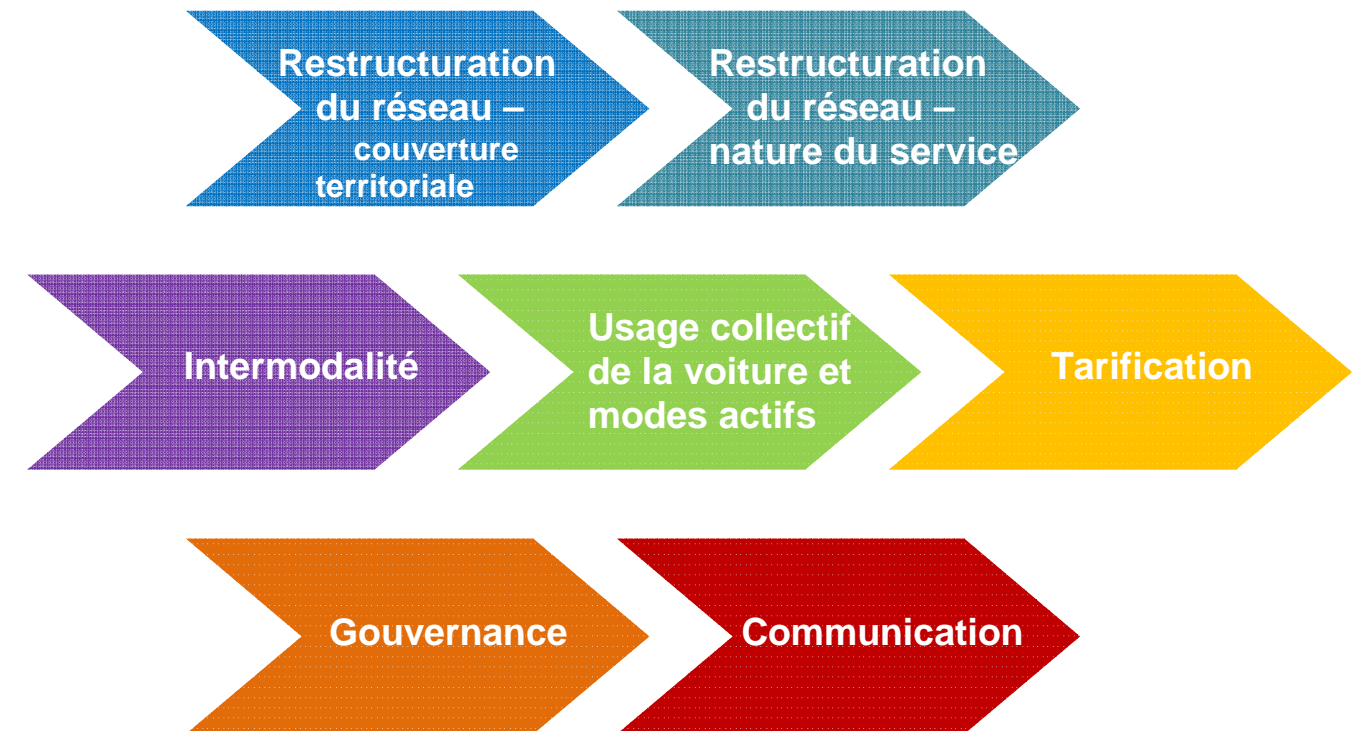 Restructuration
du réseau –
couverture
territoriale
Restructuration
du réseau –
nature du service
Intermodalité
Usage collectif
de la voiture et
modes actifs
Tarification
Gouvernance
Communication